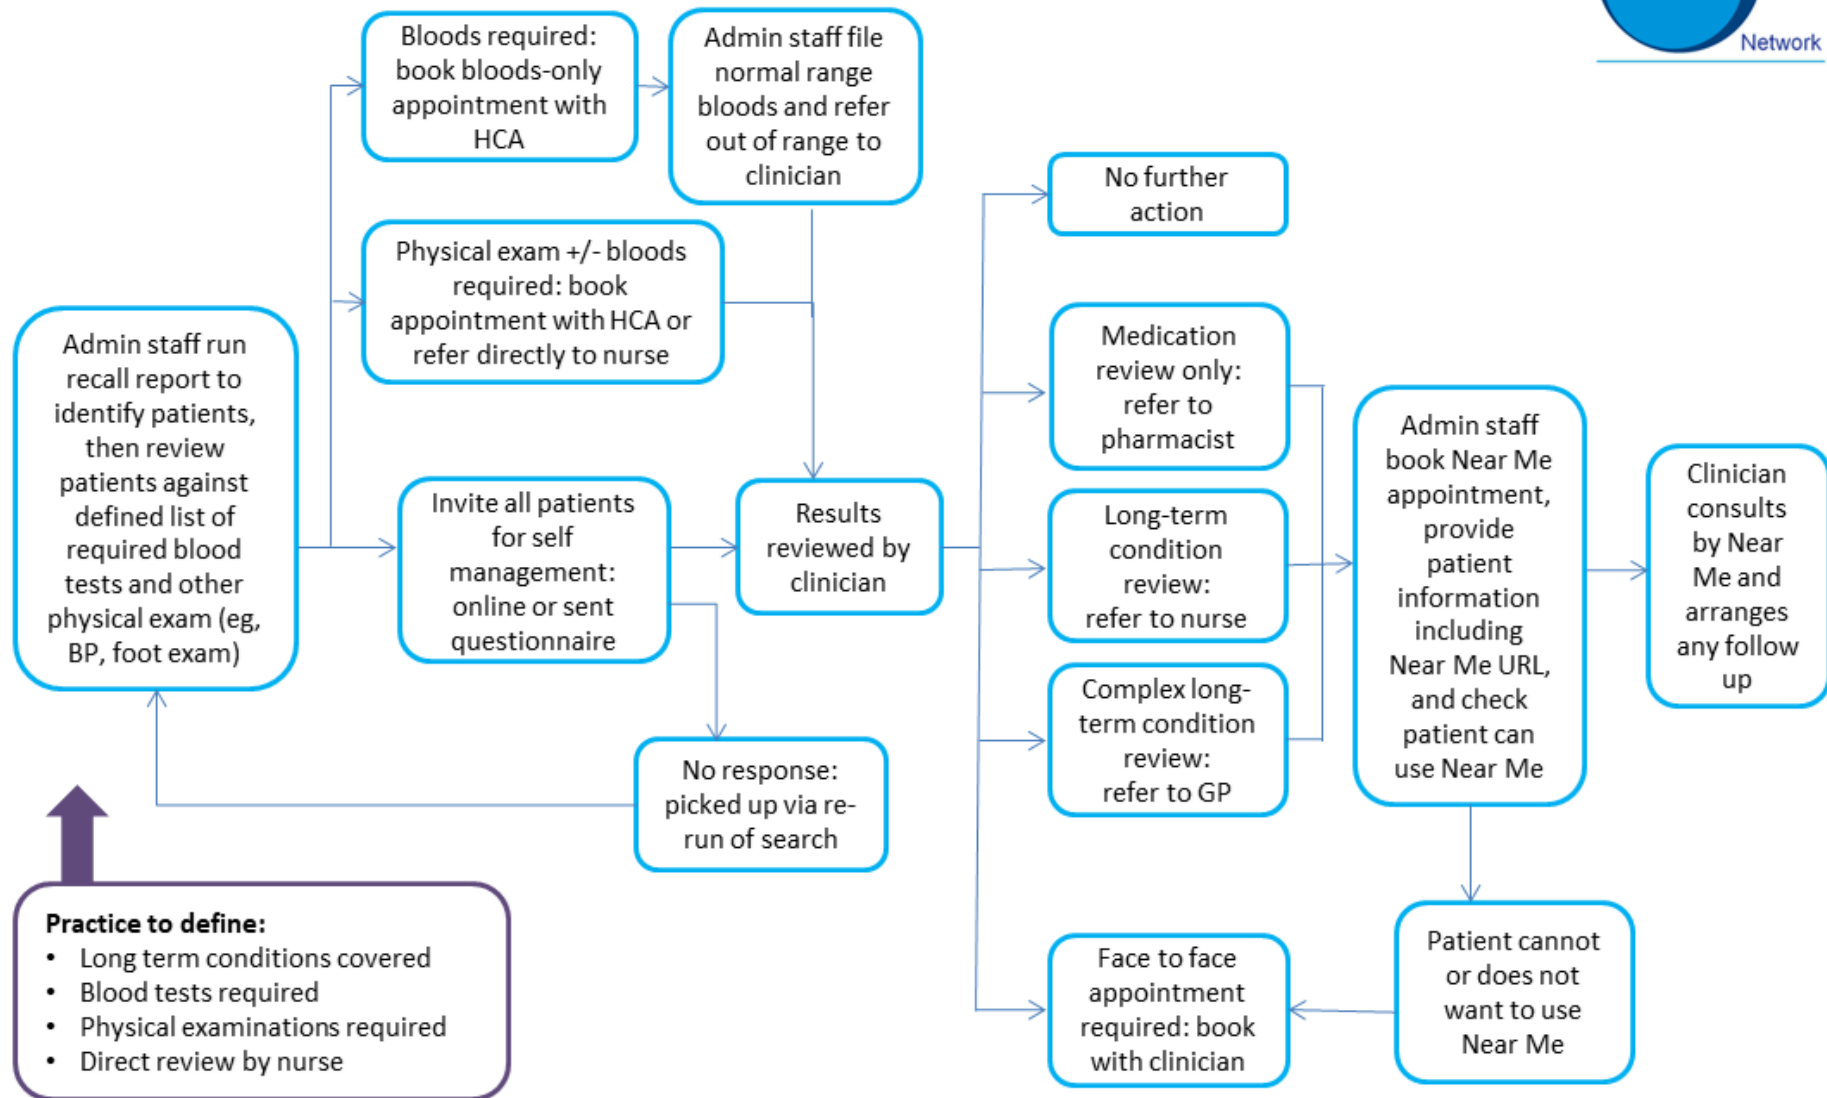 Network
Bloods required:
book bloods-only
appointment with
HCA
Admin staff file
normal range
bloods and refer
out of range to
clinician
Physical exam +/- bloods
required: book
appointment with HCA or
refer directly to nurse
Admin staff run
recall report to
identify patients,
then review
patients against
defined list of
required blood
tests and other
physical exam (eg,
BP, foot exam)
Invite all patients
for self
management:
online or sent
questionnaire
Results
reviewed by
clinician
No response:
picked up via re-
run of search
Practice to define:
• Long term conditions covered
• Blood tests required
• Physical examinations required
• Direct review by nurse
No further
action
Medication
review only:
refer to
pharmacist
Long-term
condition
review:
refer to nurse
Complex long-
term condition
review:
refer to GP
Face to face
appointment
required: book
with clinician
Admin staff
book Near Me
appointment,
provide
patient
information
including
Near Me URL,
and check
patient can
use Near Me
Patient cannot
or does not
want to use
Near Me
Clinician
consults
by Near
Me and
arranges
any follow
up